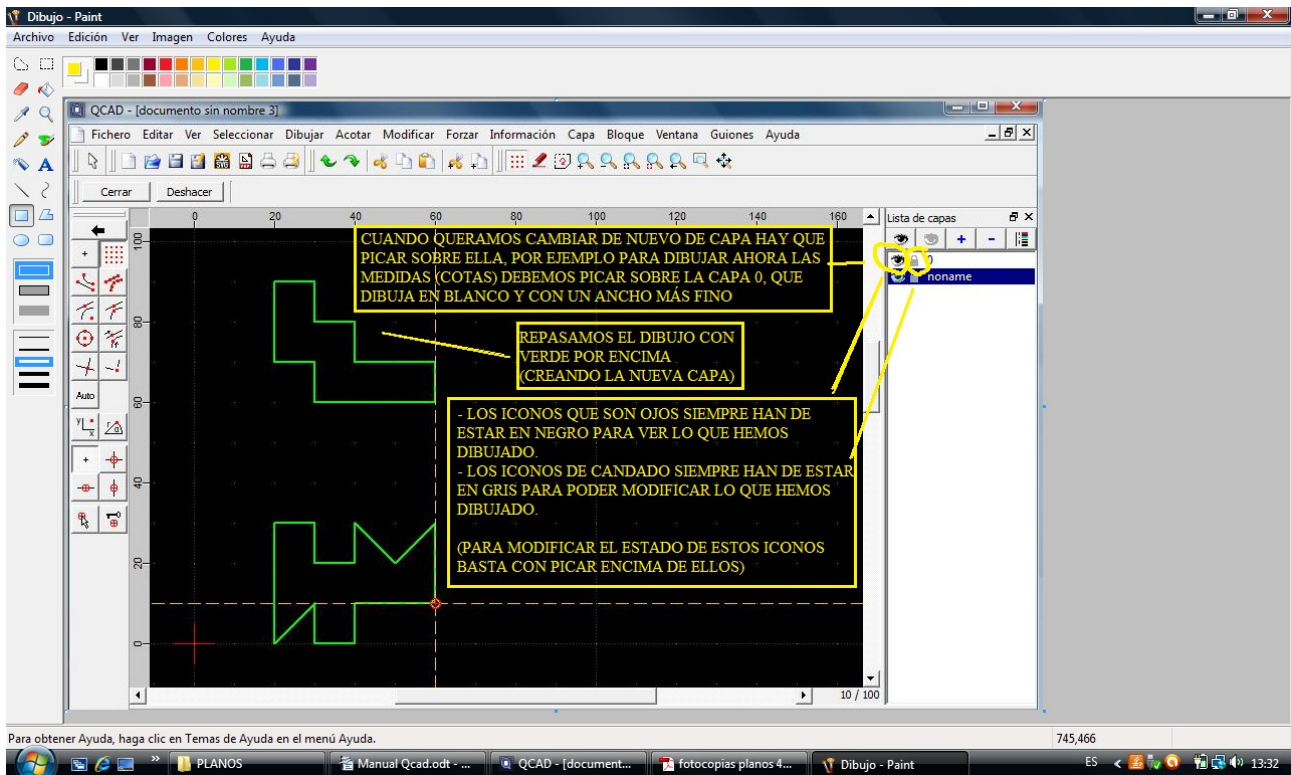 Dibujo - Paint
Archivo Edición Ver Imagen Colores Ayuda
QCAD - [documento sin nombre 3]
Fichero Editar Ver Seleccionar Dibujar Acotar Modificar Forzar Información Capa Bloque Ventana Guiones Ayuda
Cerrar Deshacer
0 20 40 60 80 100 120 140 160
Lista de capas
100
80
60
40
20
0
Auto
CUANDO QUERAMOS CAMBIAR DE NUEVO DE CAPA HAY QUE
PICAR SOBRE ELLA, POR EJEMPLO PARA DIBUJAR AHORA LAS
MEDIDAS (COTAS) DEBEMOS PICAR SOBRE LA CAPA 0, QUE
DIBUJA EN BLANCO Y CON UN ANCHO MÁS FINO
0
noname
REPASAMOS EL DIBUJO CON
VERDE POR ENCIMA
(CREANDO LA NUEVA CAPA)
- LOS ICONOS QUE SON OJOS SIEMPRE HAN DE
ESTAR EN NEGRO PARA VER LO QUE HEMOS
DIBUJADO.
- LOS ICONOS DE CANDADO SIEMPRE HAN DE ESTAR
EN GRIS PARA PODER MODIFICAR LO QUE HEMOS
DIBUJADO.
(PARA MODIFICAR EL ESTADO DE ESTOS ICONOS
BASTA CON PICAR ENCIMA DE ELLOS)
10 / 100
Para obtener Ayuda, haga clic en Temas de Ayuda en el menú Ayuda.
745,466
PLANOS
Manual Qcad.odt - ...
QCAD - [document...
fotocopias planos 4...
Dibujo - Paint
ES
13:32